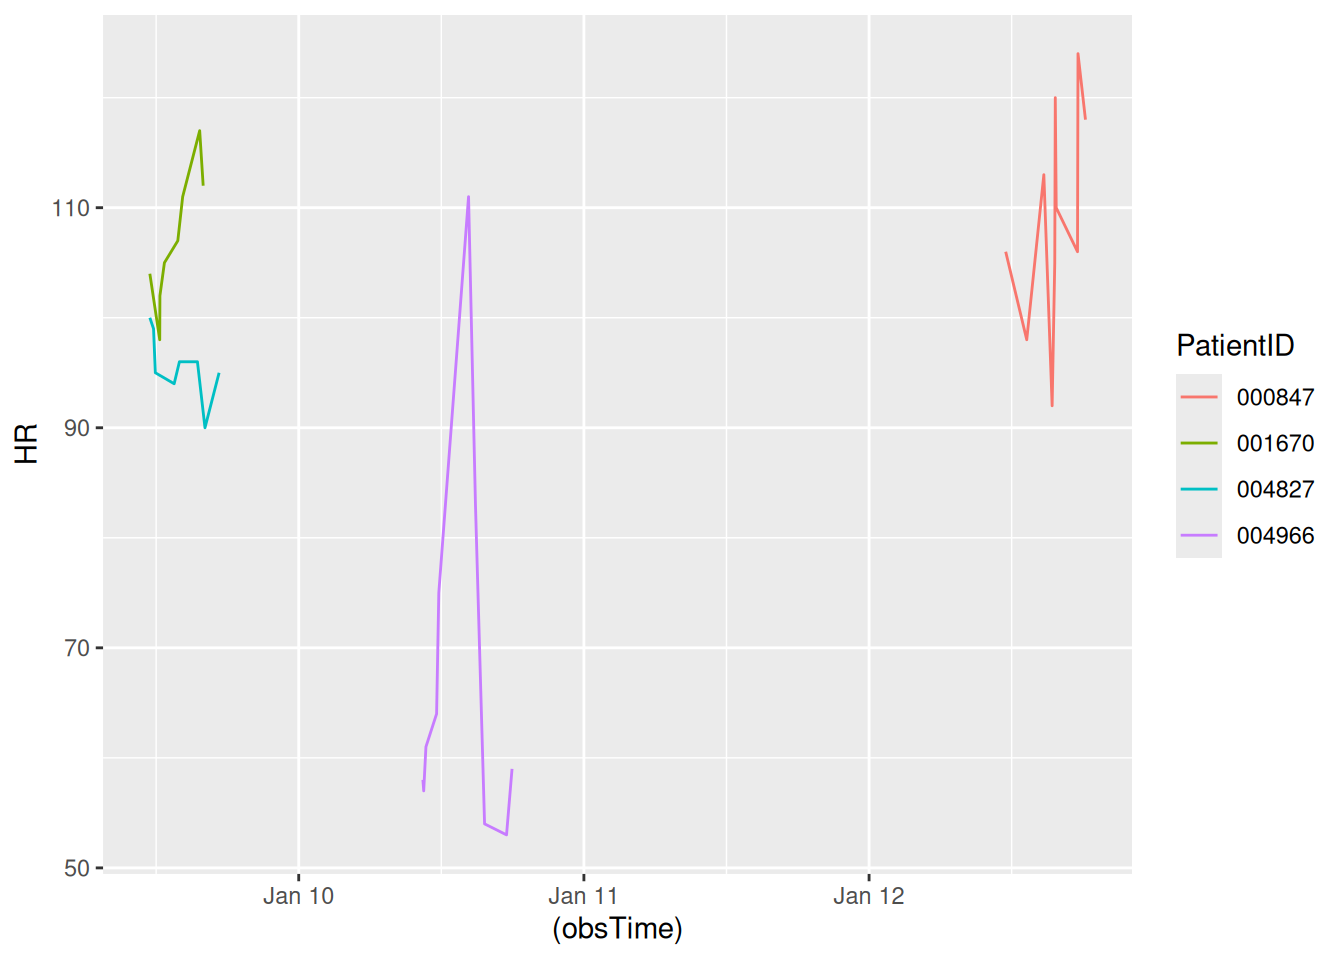 HR
110
90
70
50
Jan 10
Jan 11
Jan 12
(obsTime)
PatientID
000847
001670
004827
004966